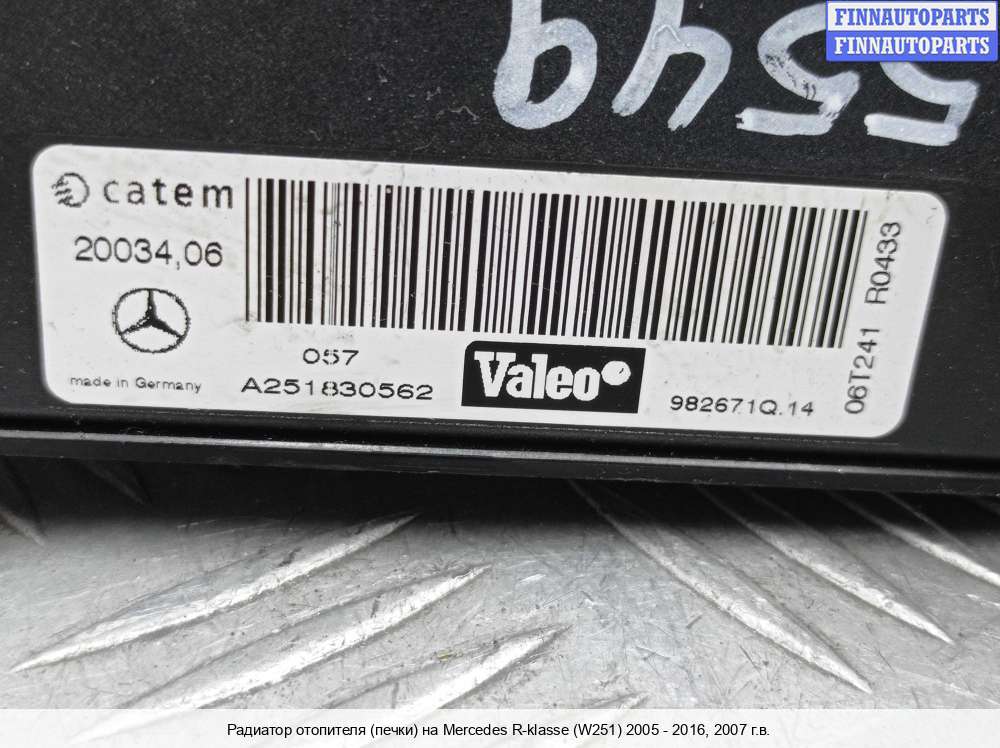 FINNAUTOPARTS
FINNAUTOPARTS
5549
catem
20034,06
made in Germany
057
A251830562
Valeo
982671Q.14
06T241 R0433
Радиатор отопителя (печки) на Mercedes R-klasse (W251) 2005 - 2016, 2007 г.в.